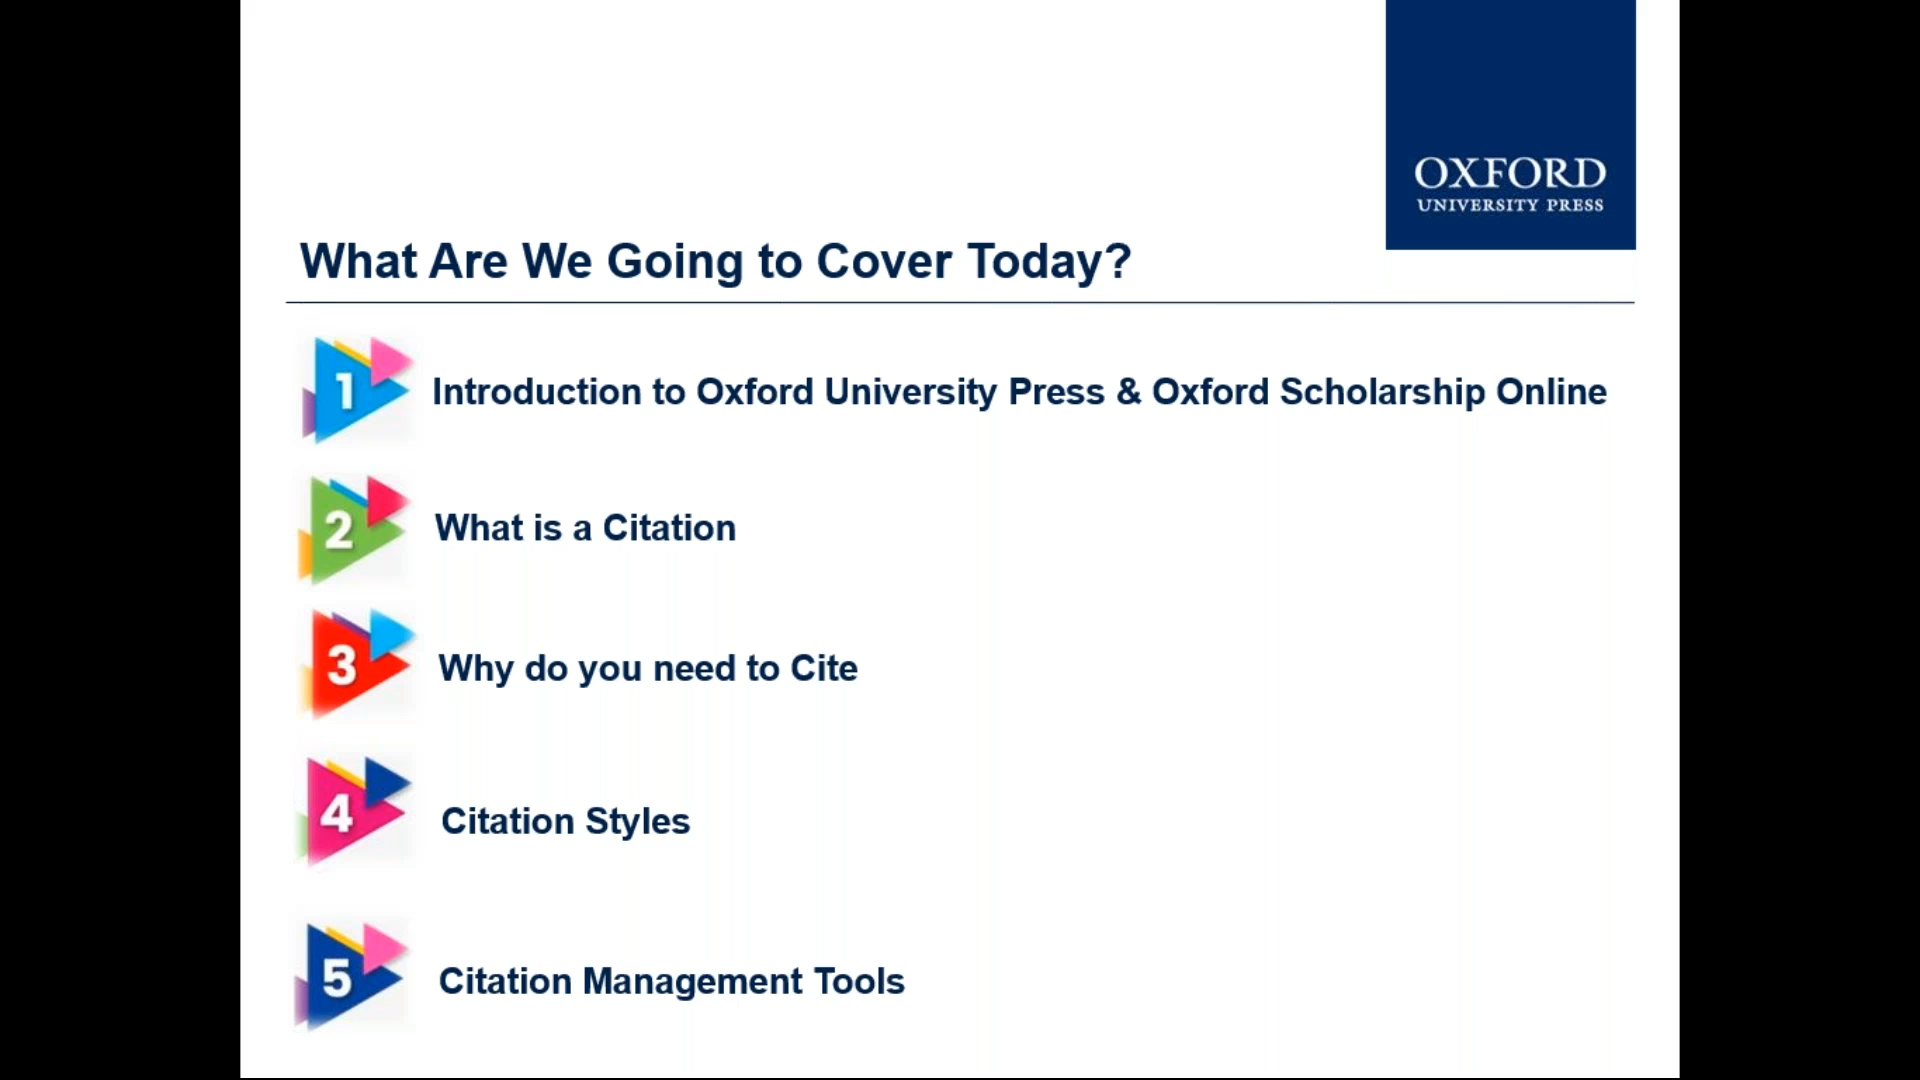 OXFORD
UNIVERSITY PRESS
What Are We Going to Cover Today?
1 Introduction to Oxford University Press & Oxford Scholarship Online
2 What is a Citation
3 Why do you need to Cite
4 Citation Styles
5 Citation Management Tools